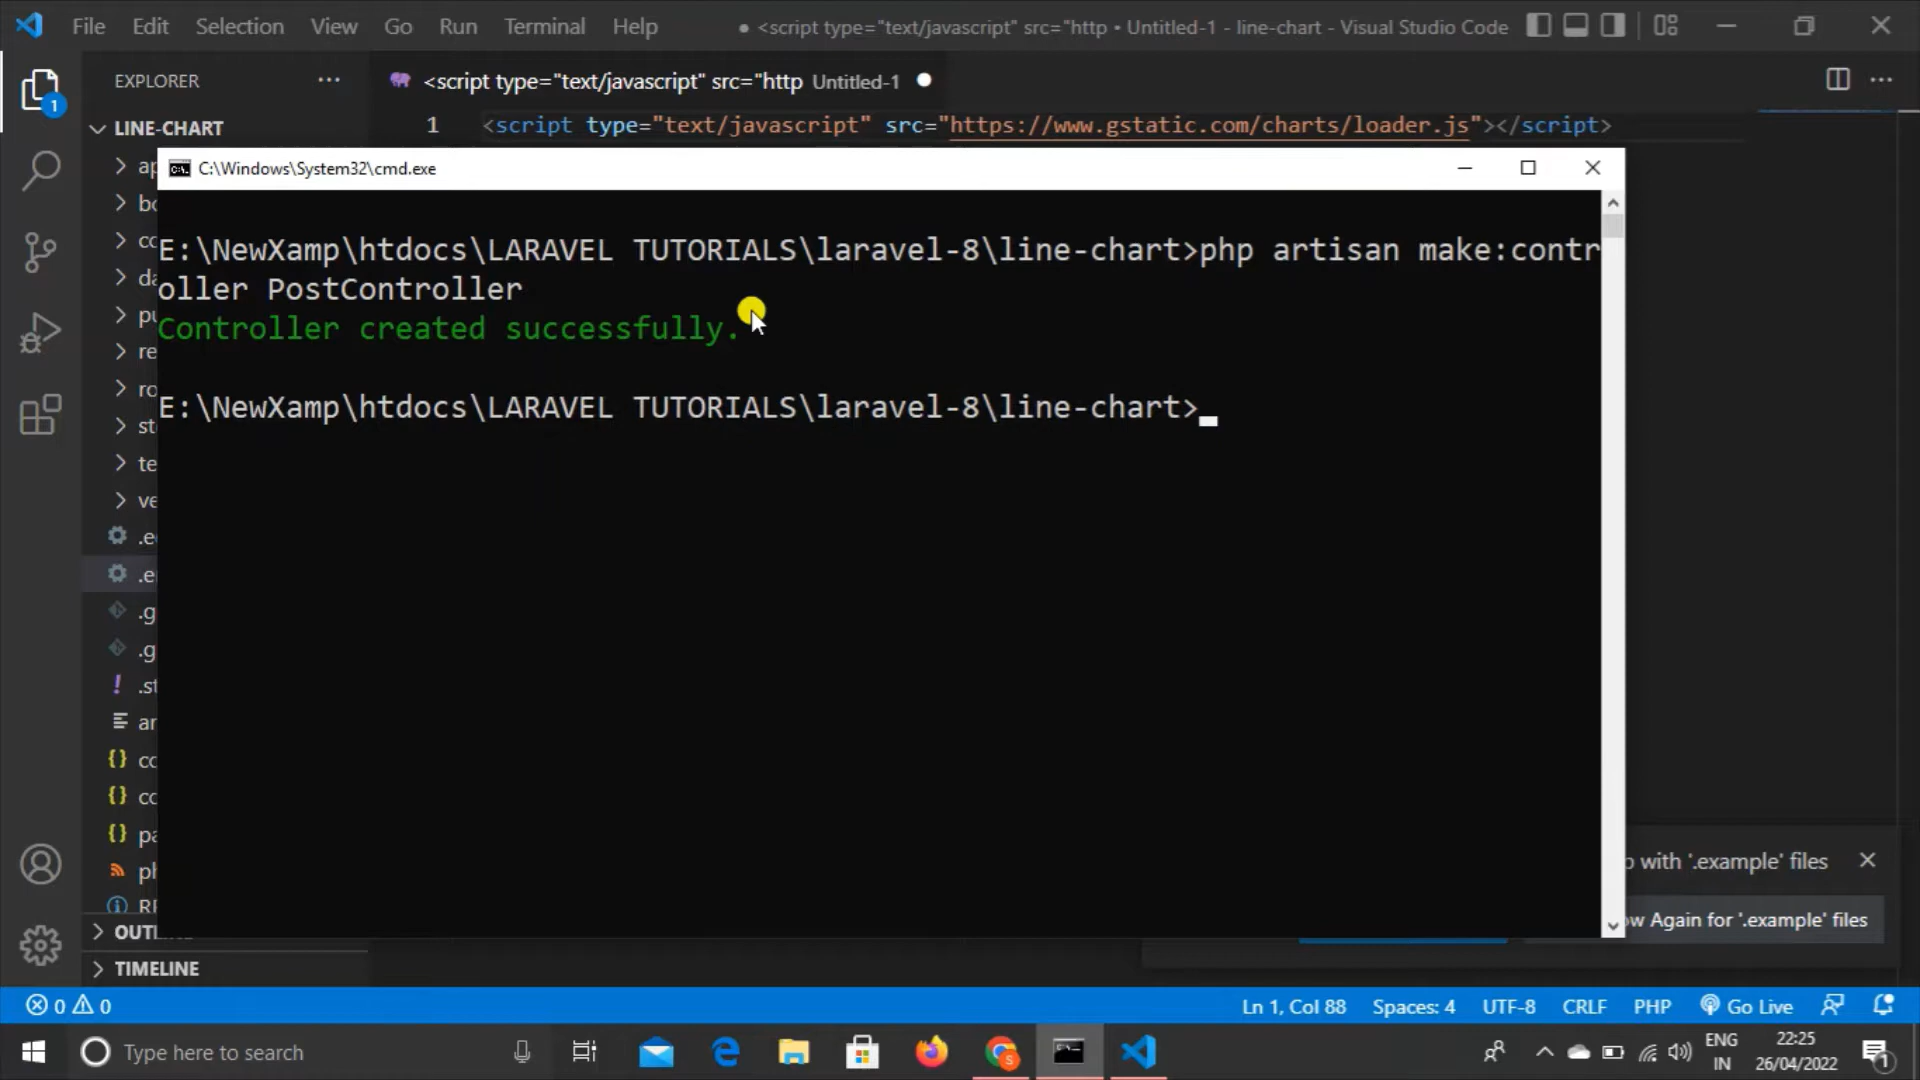 File Edit Selection View Go Run Terminal Help
● <script type="text/javascript" src="http • Untitled-1 - line-chart - Visual Studio Code
EXPLORER
<script type="text/javascript" src="http Untitled-1
LINE-CHART
1 <script type="text/javascript" src="https://www.gstatic.com/charts/loader.js"></script>
C:\Windows\System32\cmd.exe
E:\NewXamp\htdocs\LARAVEL TUTORIALS\laravel-8\line-chart>php artisan make:contr
oller PostController
Controller created successfully.
E:\NewXamp\htdocs\LARAVEL TUTORIALS\laravel-8\line-chart>
with '.example' files
Again for '.example' files
TIMELINE
0 0
Ln 1, Col 88 Spaces: 4 UTF-8 CRLF PHP Go Live
Type here to search
ENG
IN
22:25
26/04/2022
1